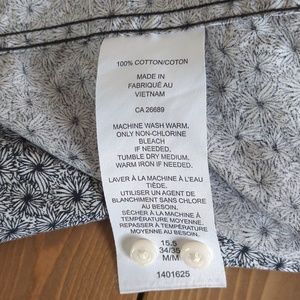 100% COTTON/COTON
MADE IN
FABRIQUÉ AU
VIETNAM
CA 26689
MACHINE WASH WARM.
ONLY NON-CHLORINE
BLEACH
IF NEEDED.
TUMBLE DRY MEDIUM.
WARM IRON IF NEEDED.
LAVER À LA MACHINE À L'EAU
TIÈDE.
UTILISER UN AGENT DE
BLANCHIMENT SANS CHLORE
AU BESOIN.
SÉCHER À LA MACHINE À
TEMPÉRATURE MOYENNE.
REPASSER À TEMPÉRATURE
MOYENNE AU BESOIN.
15.5
34/35
M/M
1401625